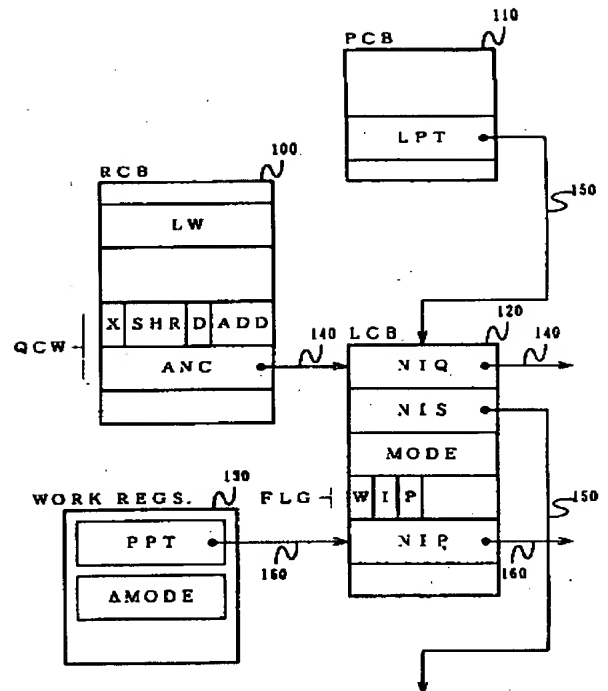 PCB
110
LPT
150
RCB
100
LW
X SHR D ADD
QCW
ANC
140
LCB
120
NIQ
140
NIS
MODE
FLG
W I P
150
WORK REGS.
130
PPT
160
NIP
160
ΔMODE